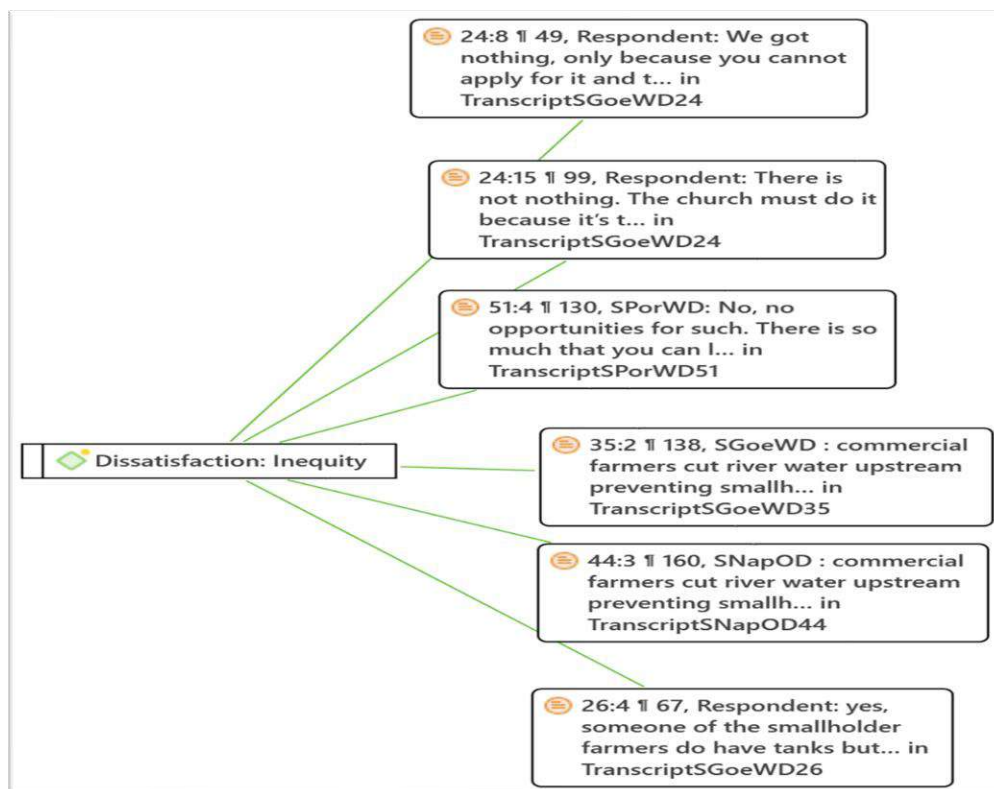 24:8 ¶ 49, Respondent: We got
nothing, only because you cannot
apply for it and t... in
TranscriptSGoeWD24
24:15 ¶ 99, Respondent: There is
not nothing. The church must do it
because it's t... in
TranscriptSGoeWD24
51:4 ¶ 130, SPorWD: No, no
opportunities for such. There is so
much that you can l... in
TranscriptSPorWD51
Dissatisfaction: Inequity
35:2 ¶ 138, SGoeWD : commercial
farmers cut river water upstream
preventing smallh... in
TranscriptSGoeWD35
44:3 ¶ 160, SNapOD : commercial
farmers cut river water upstream
preventing smallh... in
TranscriptSNapOD44
26:4 ¶ 67, Respondent: yes,
someone of the smallholder
farmers do have tanks but... in
TranscriptSGoeWD26